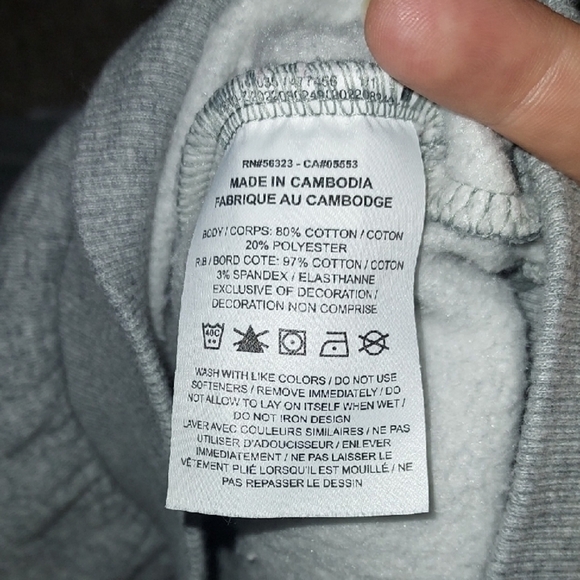 RN#56323 - CA#05553
MADE IN CAMBODIA
FABRIQUE AU CAMBODGE
BODY / CORPS: 80% COTTON / COTON
20% POLYESTER
RIB / BORD COTE: 97% COTTON / COTON
3% SPANDEX / ELASTHANNE
EXCLUSIVE OF DECORATION /
DECORATION NON COMPRISE
40C
WASH WITH LIKE COLORS / DO NOT USE
SOFTENERS / REMOVE IMMEDIATELY / DO
NOT ALLOW TO LAY ON ITSELF WHEN WET /
DO NOT IRON DESIGN
LAVER AVEC COULEURS SIMILAIRES / NE PAS
UTILISER D'ADOUCISSEUR / ENLEVER
IMMEDIATEMENT / NE PAS LAISSER LE
VÊTEMENT PLIÉ LORSQU'IL EST MOUILLÉ / NE
PAS REPASSER LE DESSIN